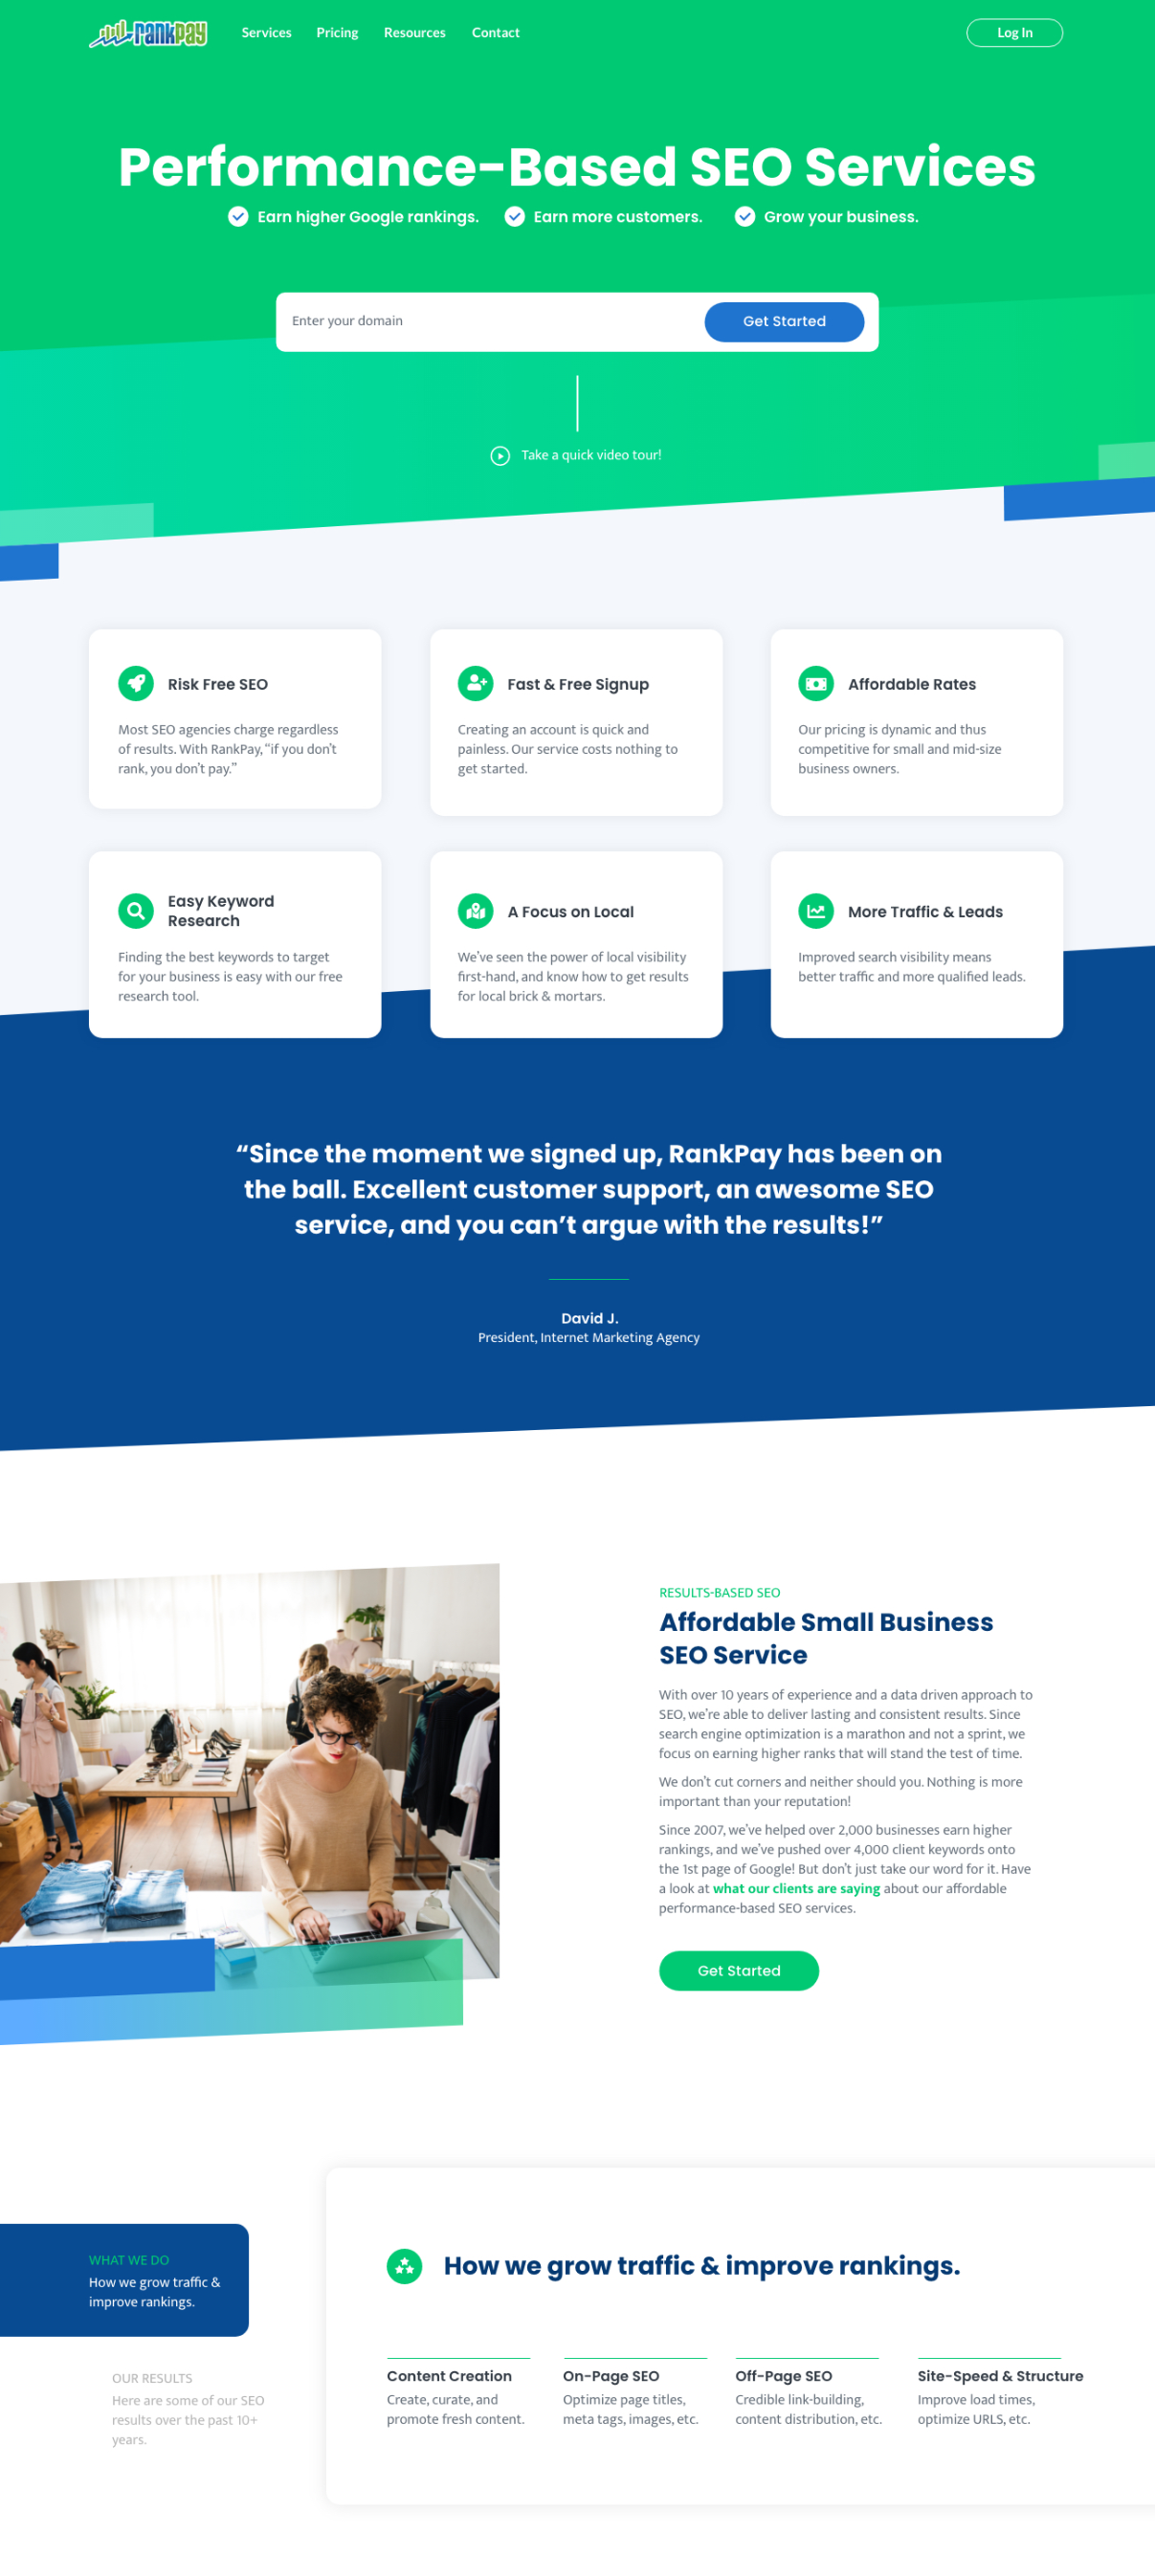 rankpay
Services Pricing Resources Contact Log In
Performance-Based SEO Services
Earn higher Google rankings. Earn more customers. Grow your business.
Enter your domain Get Started
Take a quick video tour!
Risk Free SEO
Most SEO agencies charge regardless
of results. With RankPay, “if you don’t
rank, you don’t pay.”
Fast & Free Signup
Creating an account is quick and
painless. Our service costs nothing to
get started.
Affordable Rates
Our pricing is dynamic and thus
competitive for small and mid-size
business owners.
Easy Keyword
Research
Finding the best keywords to target
for your business is easy with our free
research tool.
A Focus on Local
We’ve seen the power of local visibility
first-hand, and know how to get results
for local brick & mortars.
More Traffic & Leads
Improved search visibility means
better traffic and more qualified leads.
“Since the moment we signed up, RankPay has been on
the ball. Excellent customer support, an awesome SEO
service, and you can’t argue with the results!”
David J.
President, Internet Marketing Agency
RESULTS-BASED SEO
Affordable Small Business
SEO Service
With over 10 years of experience and a data driven approach to
SEO, we’re able to deliver lasting and consistent results. Since
search engine optimization is a marathon and not a sprint, we
focus on earning higher ranks that will stand the test of time.
We don’t cut corners and neither should you. Nothing is more
important than your reputation!
Since 2007, we’ve helped over 2,000 businesses earn higher
rankings, and we’ve pushed over 4,000 client keywords onto
the 1st page of Google! But don’t just take our word for it. Have
a look at what our clients are saying about our affordable
performance-based SEO services.
Get Started
WHAT WE DO
How we grow traffic &
improve rankings.
OUR RESULTS
Here are some of our SEO
results over the past 10+
years.
How we grow traffic & improve rankings.
Content Creation
Create, curate, and
promote fresh content.
On-Page SEO
Optimize page titles,
meta tags, images, etc.
Off-Page SEO
Credible link-building,
content distribution, etc.
Site-Speed & Structure
Improve load times,
optimize URLS, etc.